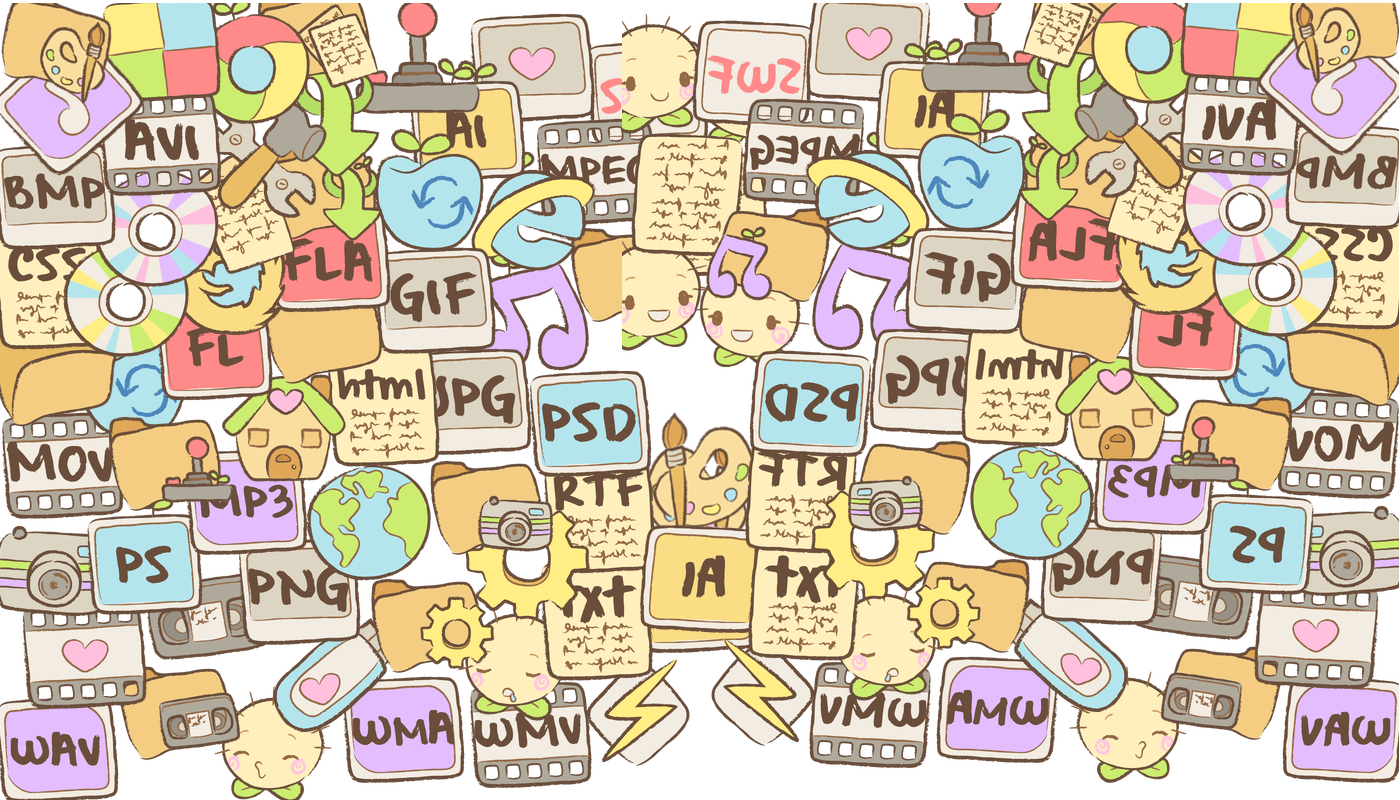 S
SWF
AI
AI
AVI
MPEG
MPEG
AVI
BMP
BMP
CSS
FLA
FLA
CSS
GIF
GIF
FL
FL
html
JPG
JPG
html
PSD
PSD
MOV
MOV
MP3
RTF
RTF
MP3
PS
PS
PNG
txt
AI
txt
PNG
WAV
WMA
WMV
WMV
WMA
WAV